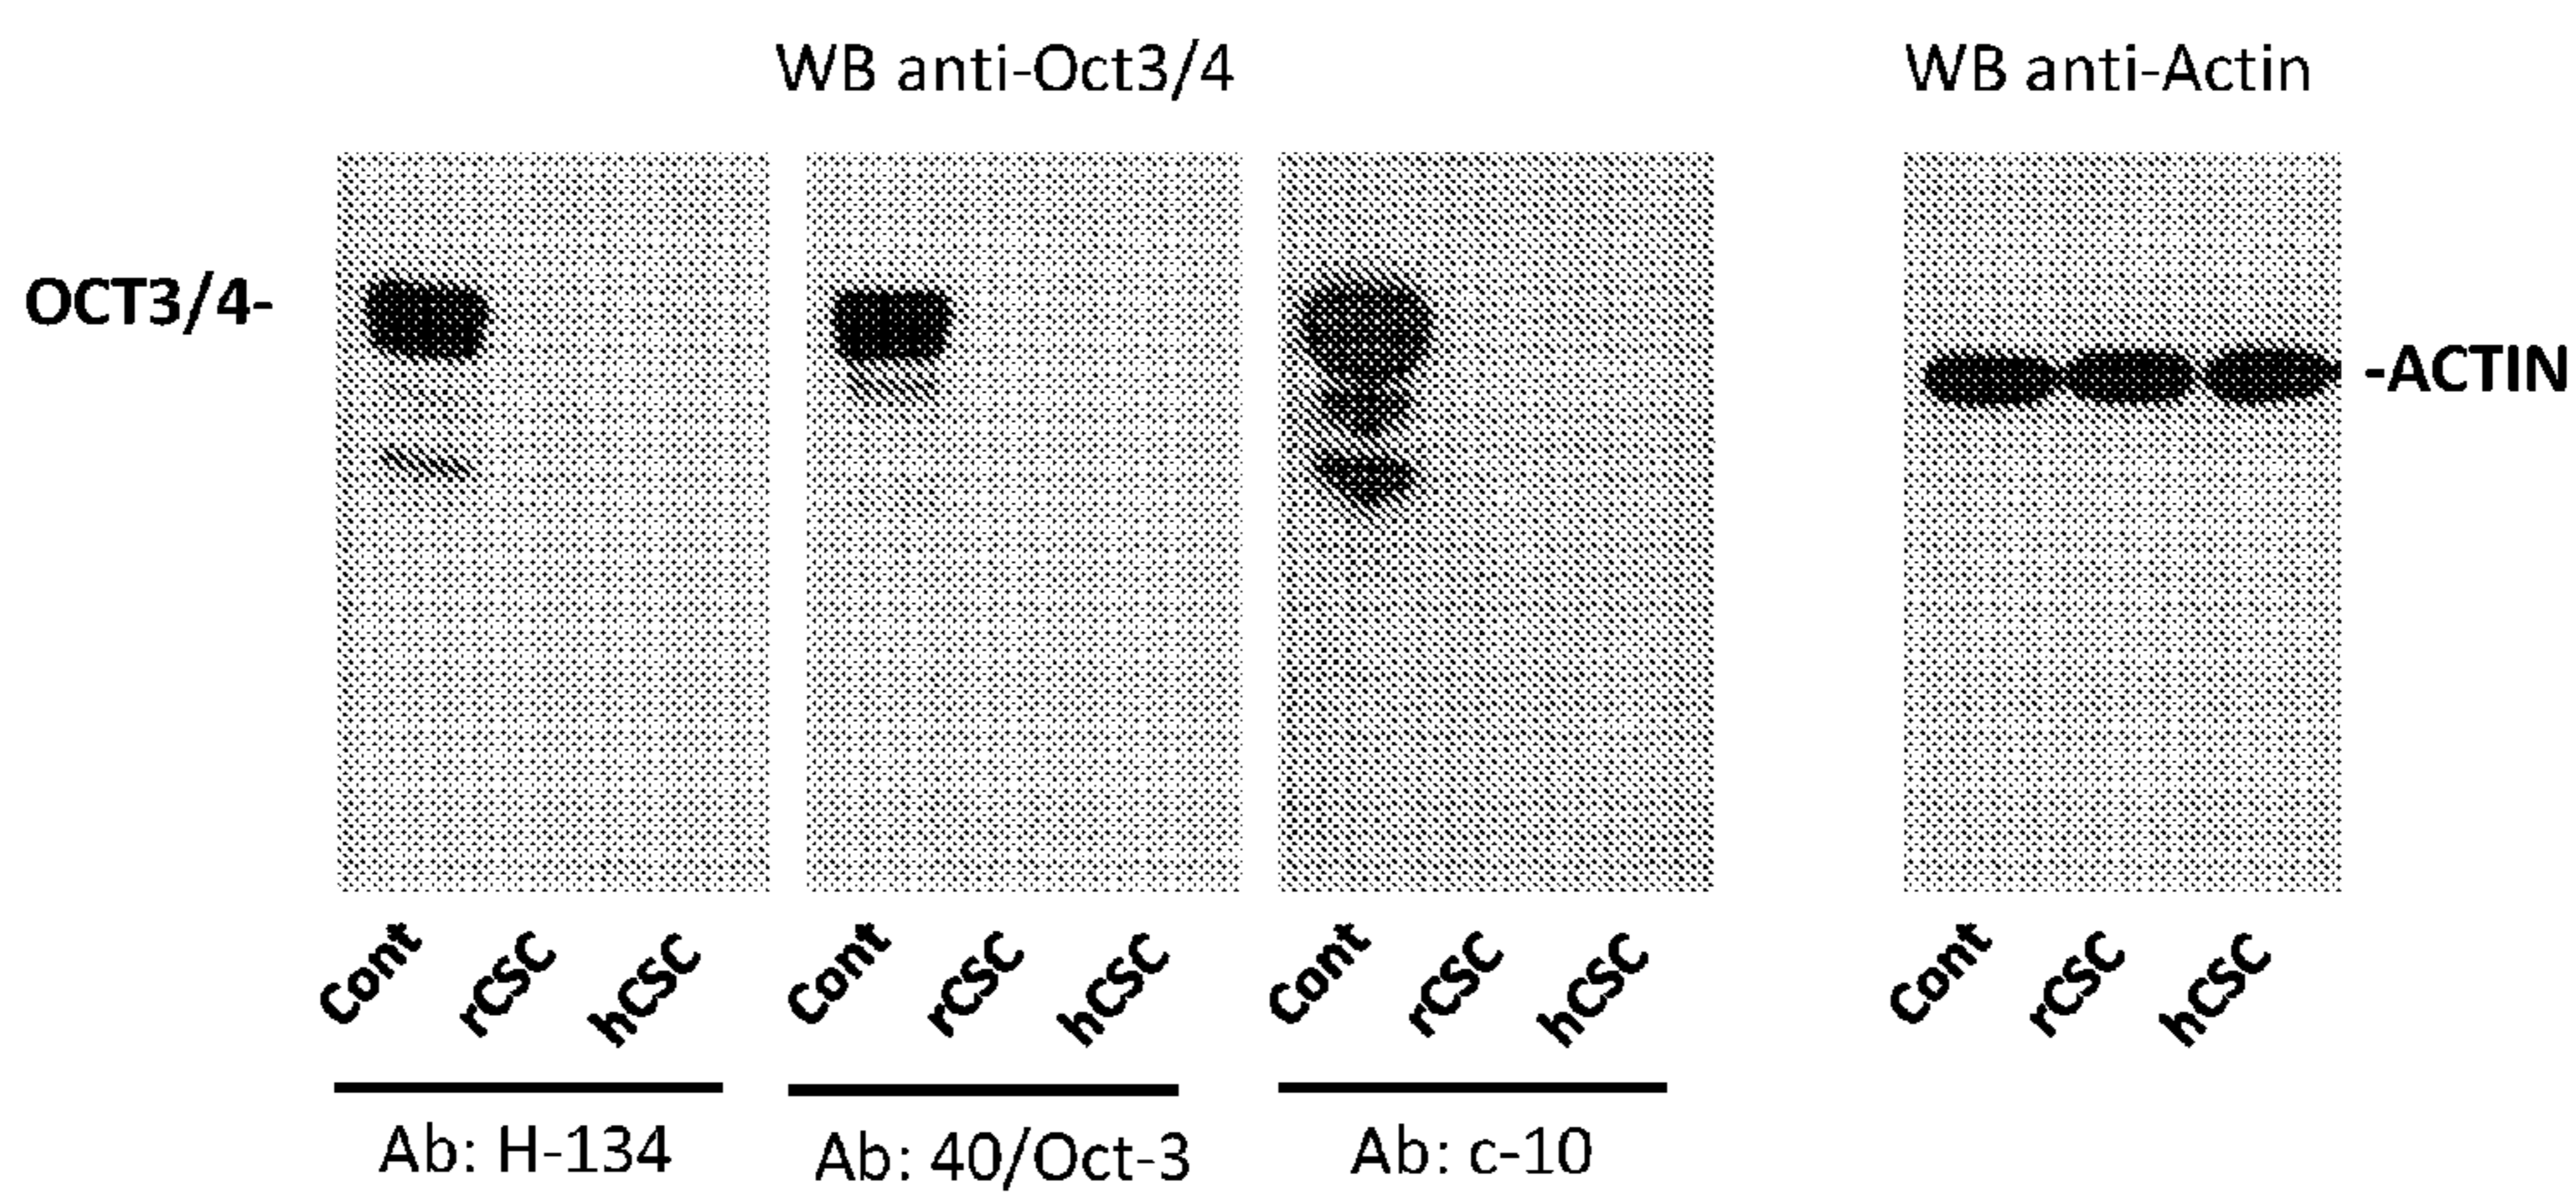 WB anti-Oct3/4 WB anti-Actin
OCT3/4-
-ACTIN
Cont rCSC hCSC Cont rCSC hCSC Cont rCSC hCSC Cont rCSC hCSC
Ab: H-134 Ab: 40/Oct-3 Ab: c-10